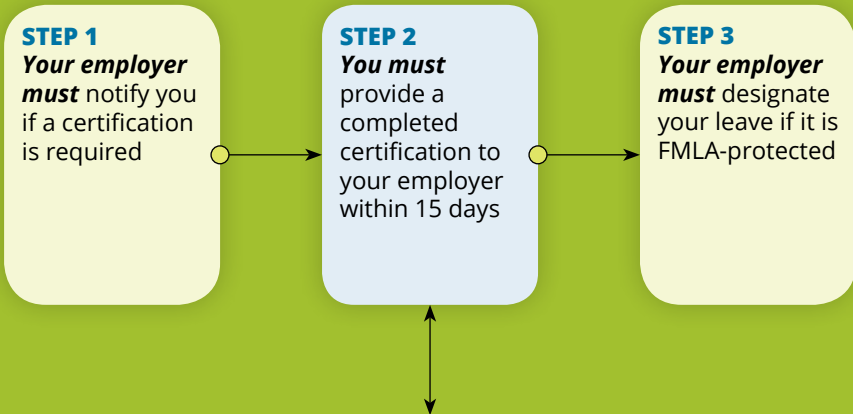 STEP 1
Your employer
must notify you
if a certification
is required
STEP 2
You must
provide a
completed
certification to
your employer
within 15 days
STEP 3
Your employer
must designate
your leave if it is
FMLA-protected